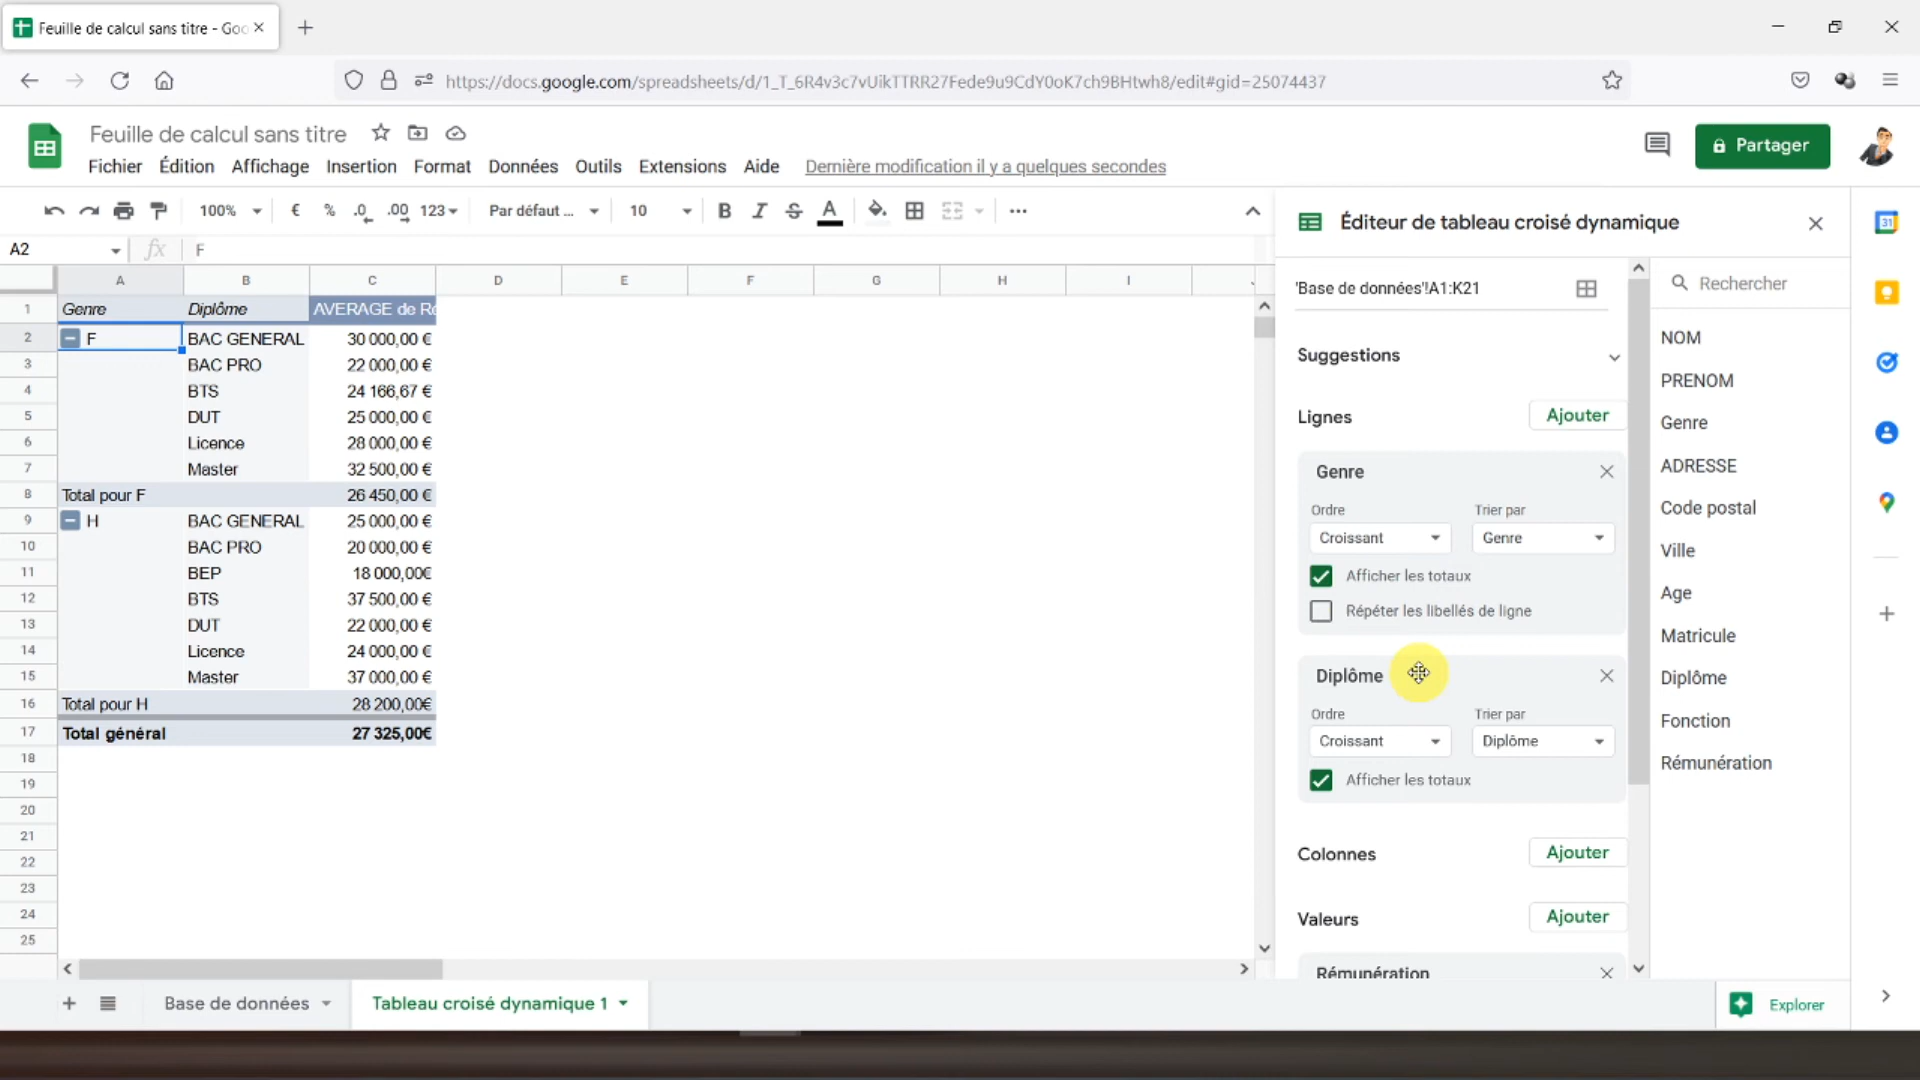 Feuille de calcul sans titre - Goo
https://docs.google.com/spreadsheets/d/1_T_6R4v3c7vUikTTRR27Fede9u9CdY0oK7ch9BHtwh8/edit#gid=25074437
Feuille de calcul sans titre
Fichier Édition Affichage Insertion Format Données Outils Extensions Aide Dernière modification il y a quelques secondes
Partager
100% € % .0 .00 123 Par défaut ... 10 B I S A ...
Éditeur de tableau croisé dynamique
A2 fx F
A B C D E F G H I
1 Genre Diplôme AVERAGE de Ré
2 F BAC GENERAL 30 000,00 €
3 BAC PRO 22 000,00 €
4 BTS 24 166,67 €
5 DUT 25 000,00 €
6 Licence 28 000,00 €
7 Master 32 500,00 €
8 Total pour F 26 450,00 €
9 H BAC GENERAL 25 000,00 €
10 BAC PRO 20 000,00 €
11 BEP 18 000,00€
12 BTS 37 500,00 €
13 DUT 22 000,00 €
14 Licence 24 000,00 €
15 Master 37 000,00 €
16 Total pour H 28 200,00€
17 Total général 27 325,00€
18
19
20
21
22
23
24
25
'Base de données'!A1:K21
Suggestions
Lignes Ajouter
Genre
Ordre Trier par
Croissant Genre
Afficher les totaux
Répéter les libellés de ligne
Diplôme
Ordre Trier par
Croissant Diplôme
Afficher les totaux
Colonnes Ajouter
Valeurs Ajouter
Rémunération
Rechercher
NOM
PRENOM
Genre
ADRESSE
Code postal
Ville
Age
Matricule
Diplôme
Fonction
Rémunération
31
Base de données Tableau croisé dynamique 1
Explorer